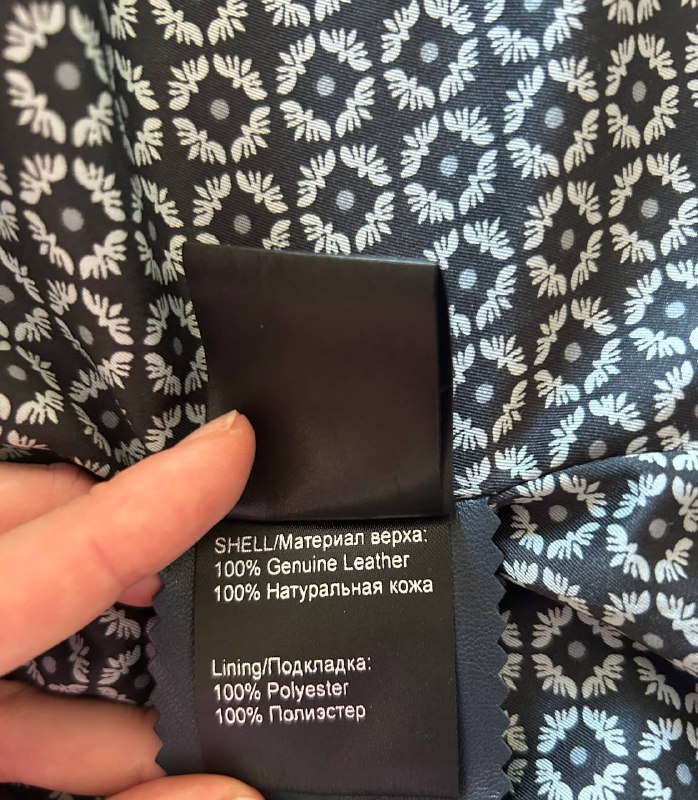 SHELL/Материал верха:
100% Genuine Leather
100% Натуральная кожа
Lining/Подкладка:
100% Polyester
100% Полиэстер